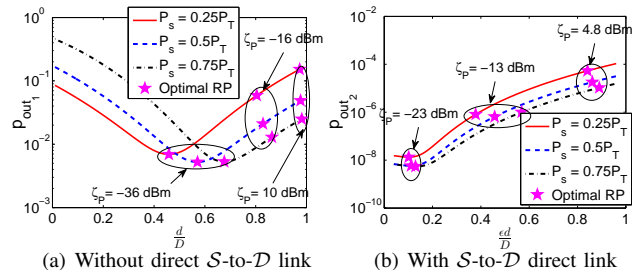 10^0
10^-1
10^-2
10^-3
p_out
P_s = 0.25P_T
P_s = 0.5P_T
P_s = 0.75P_T
Optimal RP
ζ_P = −16 dBm
ζ_P = −36 dBm
ζ_P = 10 dBm
0 0.2 0.4 0.6 0.8 1
d/D
(a) Without direct S-to-D link
10^-4
10^-6
10^-8
10^-10
10^-2
p_out_2
ζ_P = 4.8 dBm
ζ_P = −13 dBm
ζ_P = −23 dBm
P_s = 0.25P_T
P_s = 0.5P_T
P_s = 0.75P_T
Optimal RP
0 0.2 0.4 0.6 0.8 1
ϵd/D
(b) With S-to-D direct link